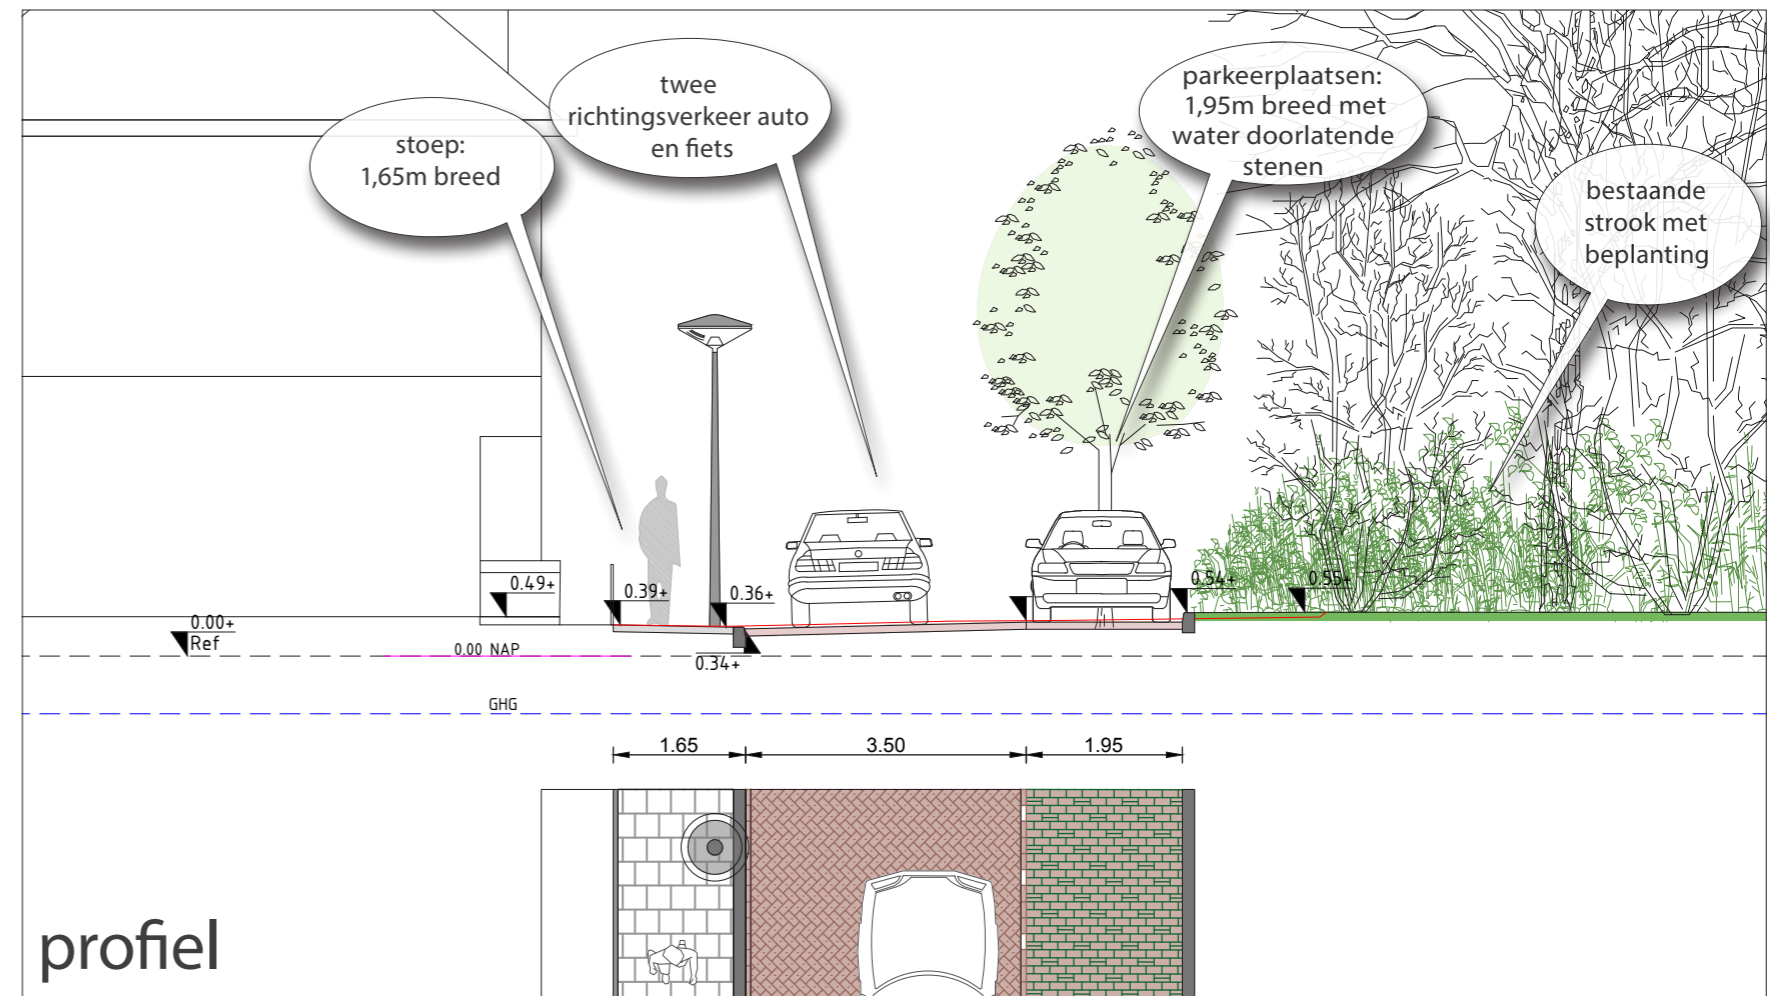 stoep:
1,65m breed
twee
richtingsverkeer auto
en fiets
parkeerplaatsen:
1,95m breed met
water doorlatende
stenen
bestaande
strook met
beplanting
0.49+
0.39+
0.36+
0.54+
0.55+
0.00+
Ref
0.00 NAP
0.34+
GHG
1.65
3.50
1.95
profiel